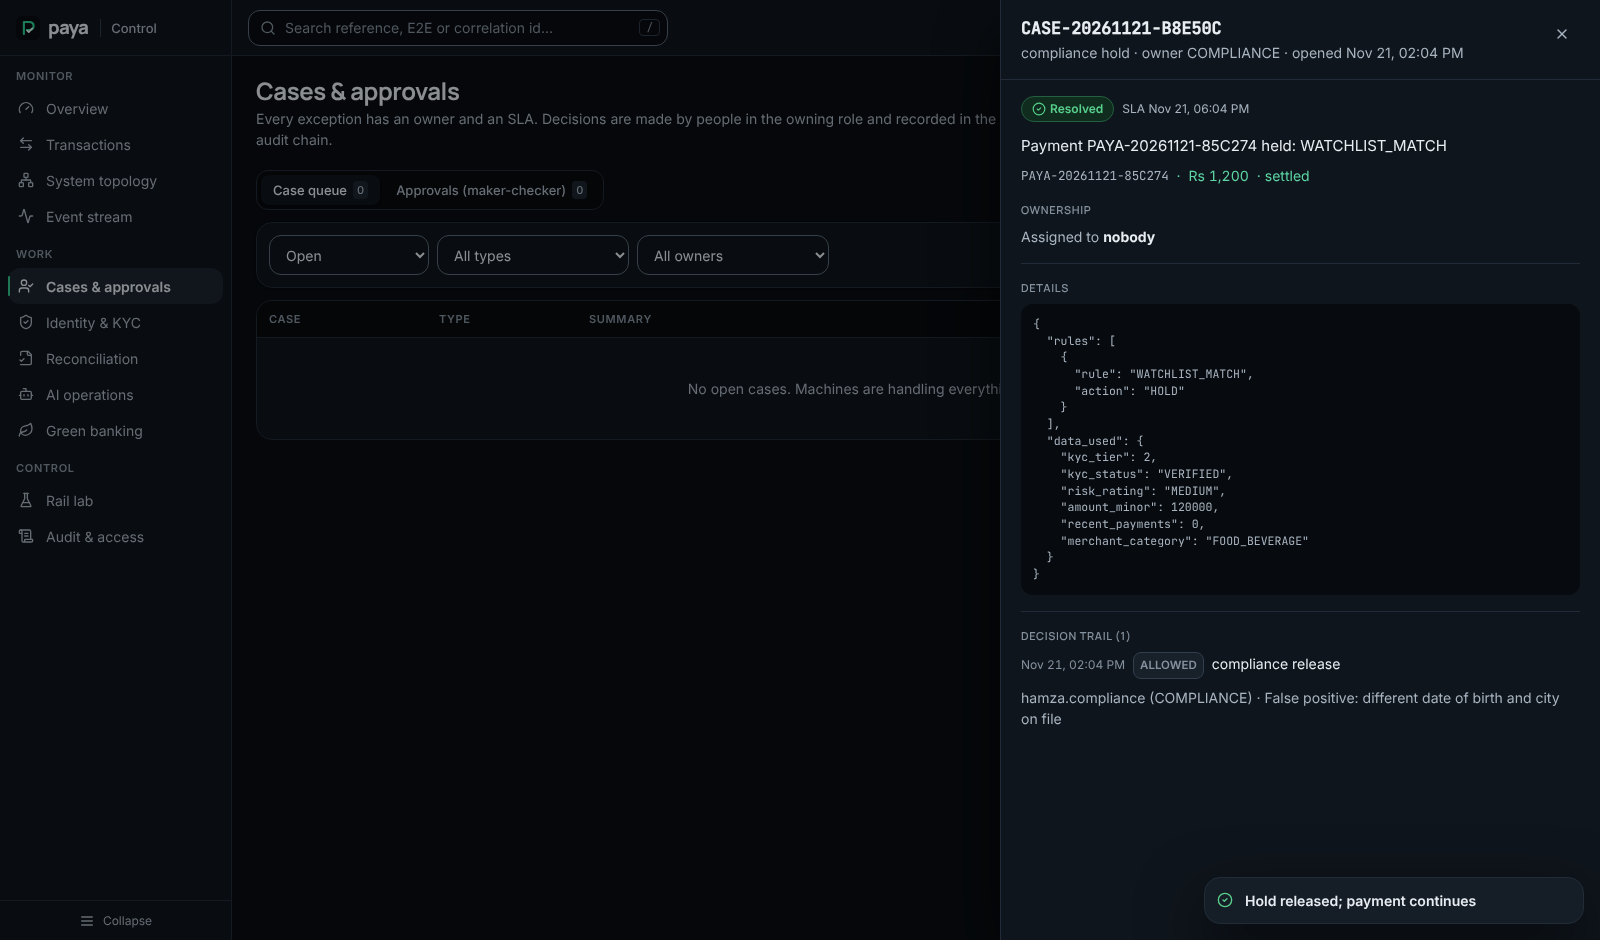 paya
Control
Search reference, E2E or correlation id...
/
MONITOR
Overview
Transactions
System topology
Event stream
WORK
Cases & approvals
Identity & KYC
Reconciliation
AI operations
Green banking
CONTROL
Rail lab
Audit & access
Collapse
Cases & approvals
Every exception has an owner and an SLA. Decisions are made by people in the owning role and recorded in the
audit chain.
Case queue 0
Approvals (maker-checker) 0
Open
All types
All owners
CASE TYPE SUMMARY
No open cases. Machines are handling everythi
CASE-20261121-B8E50C
compliance hold · owner COMPLIANCE · opened Nov 21, 02:04 PM
Resolved SLA Nov 21, 06:04 PM
Payment PAYA-20261121-85C274 held: WATCHLIST_MATCH
PAYA-20261121-85C274 · Rs 1,200 · settled
OWNERSHIP
Assigned to nobody
DETAILS
{
"rules": [
{
"rule": "WATCHLIST_MATCH",
"action": "HOLD"
}
],
"data_used": {
"kyc_tier": 2,
"kyc_status": "VERIFIED",
"risk_rating": "MEDIUM",
"amount_minor": 120000,
"recent_payments": 0,
"merchant_category": "FOOD_BEVERAGE"
}
}
DECISION TRAIL (1)
Nov 21, 02:04 PM ALLOWED compliance release
hamza.compliance (COMPLIANCE) · False positive: different date of birth and city
on file
Hold released; payment continues